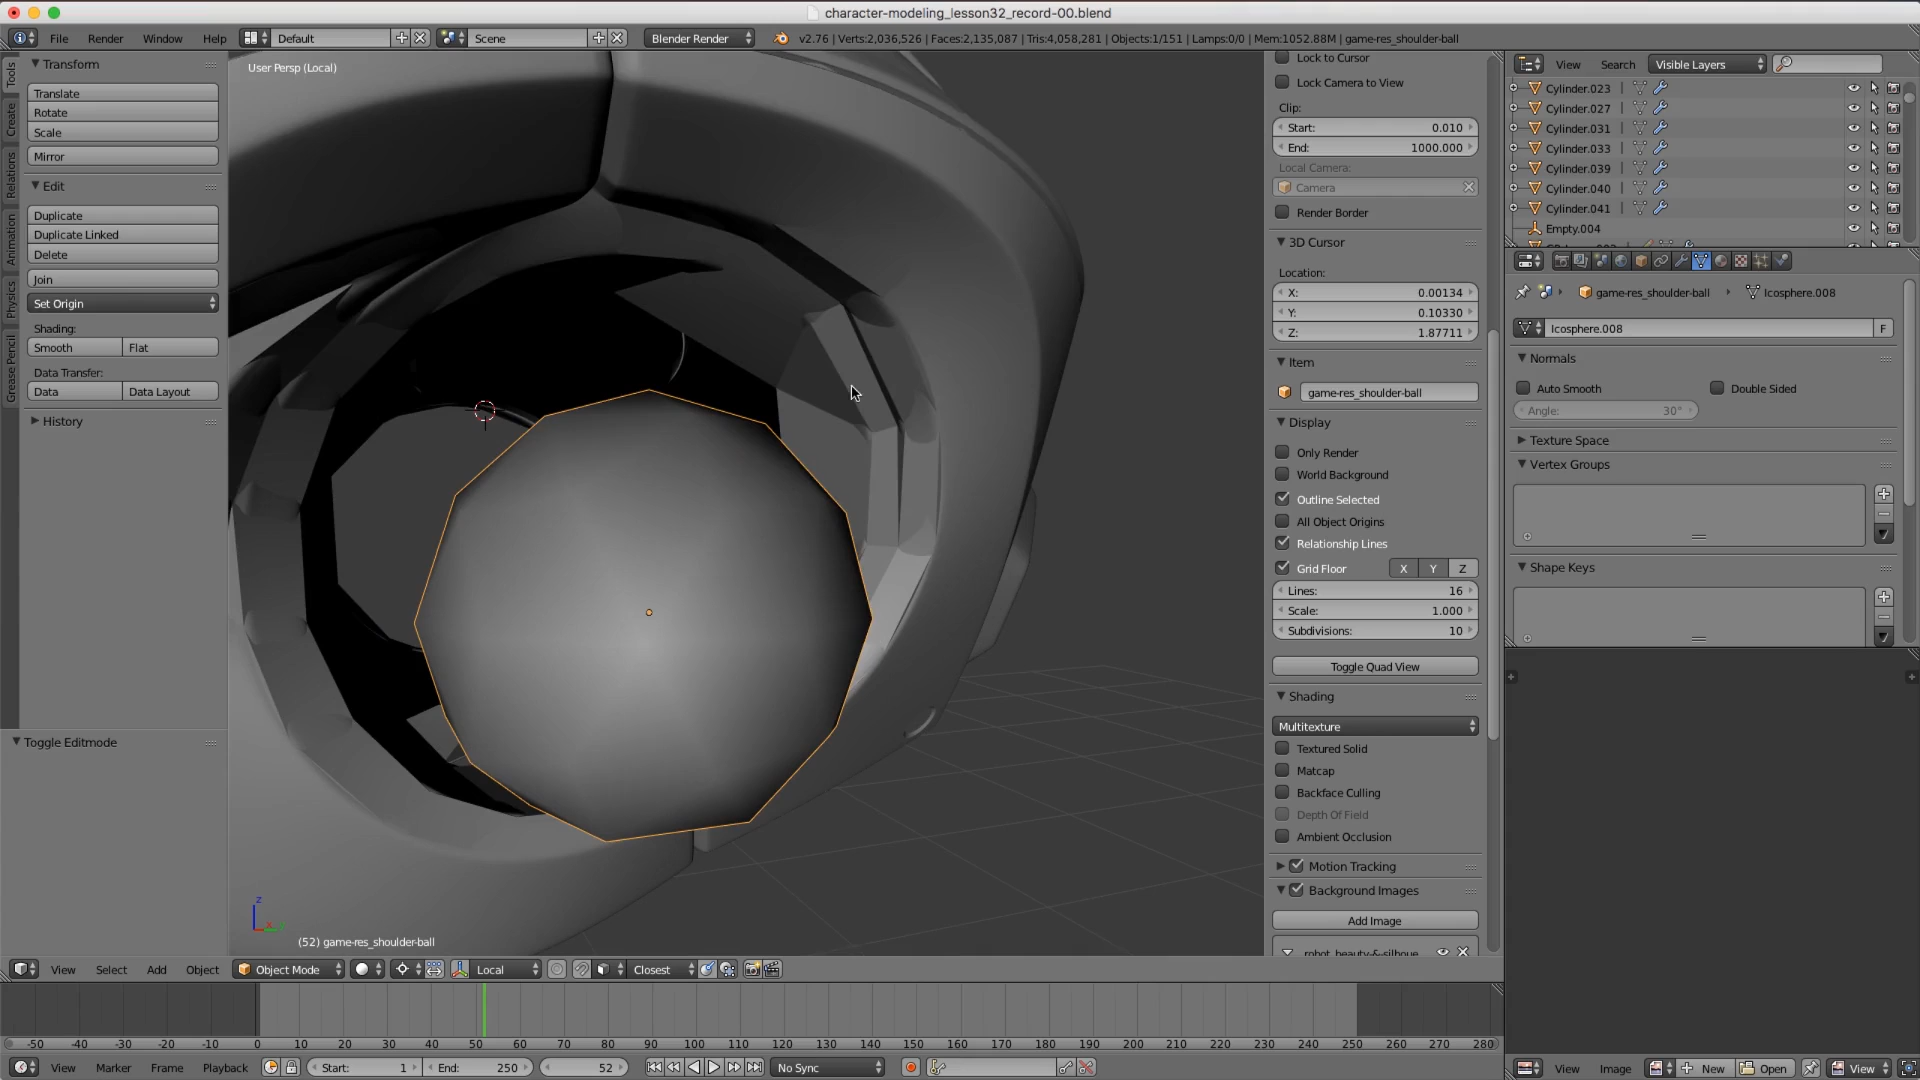 character-modeling_lesson32_record-00.blend
File Render Window Help Default Scene Blender Render v2.76 | Verts:2,036,526 | Faces:2,135,087 | Tris:4,058,281 | Objects:1/151 | Lamps:0/0 | Mem:1052.88M | game-res_shoulder-ball
Tools
Create
Relations
Animation
Physics
Grease Pencil
Transform
Translate
Rotate
Scale
Mirror
Edit
Duplicate
Duplicate Linked
Delete
Join
Set Origin
Shading:
Smooth Flat
Data Transfer:
Data Data Layout
History
Toggle Editmode
User Persp (Local)
z
(52) game-res_shoulder-ball
Lock to Cursor
Lock Camera to View
Clip:
Start: 0.010
End: 1000.000
Local Camera:
Camera
Render Border
3D Cursor
Location:
X: 0.00134
Y: 0.10330
Z: 1.87711
Item
game-res_shoulder-ball
Display
Only Render
World Background
Outline Selected
All Object Origins
Relationship Lines
Grid Floor X Y Z
Lines: 16
Scale: 1.000
Subdivisions: 10
Toggle Quad View
Shading
Multitexture
Textured Solid
Matcap
Backface Culling
Depth Of Field
Ambient Occlusion
Motion Tracking
Background Images
Add Image
robot_beauty-&-silhoue
View Search Visible Layers
Cylinder.023
Cylinder.027
Cylinder.031
Cylinder.033
Cylinder.039
Cylinder.040
Cylinder.041
Empty.004
game-res_shoulder-ball Icosphere.008
Icosphere.008 F
Normals
Auto Smooth Double Sided
Angle: 30°
Texture Space
Vertex Groups
Shape Keys
View Select Add Object Object Mode Local Closest
-50 -40 -30 -20 -10 0 10 20 30 40 50 60 70 80 90 100 110 120 130 140 150 160 170 180 190 200 210 220 230 240 250 260 270 280
View Marker Frame Playback Start: 1 End: 250 52 No Sync
View Image New Open View